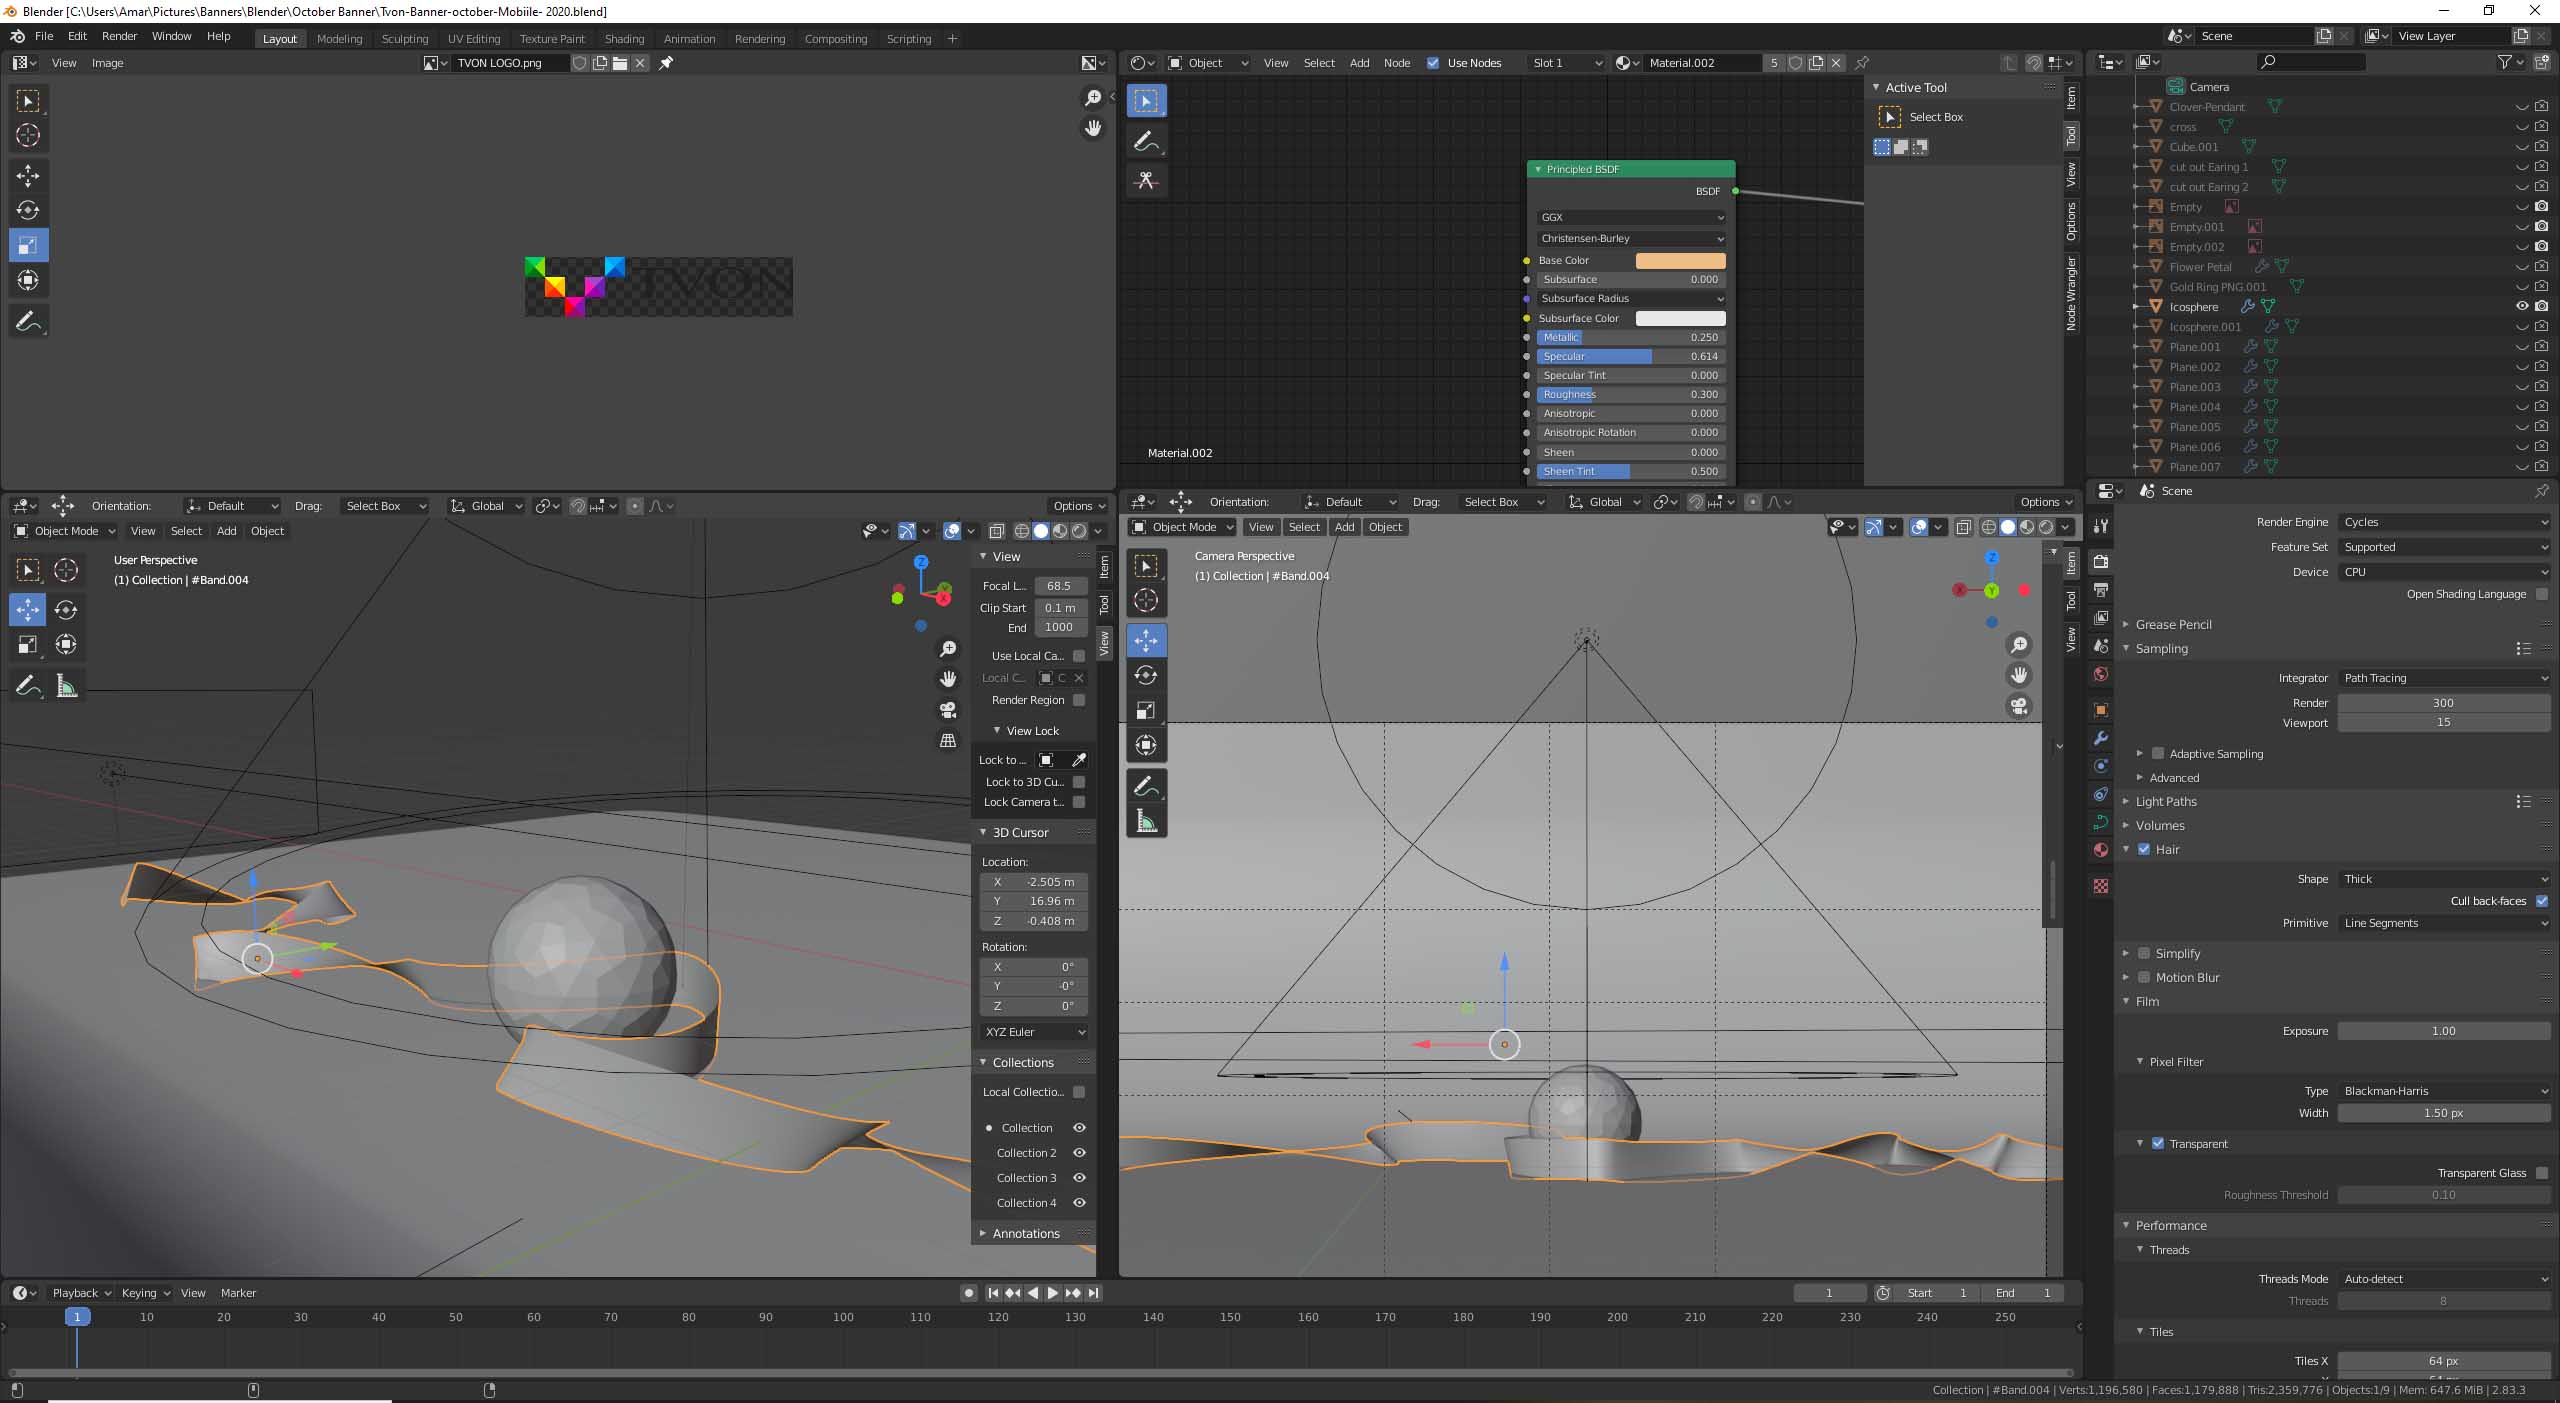 Blender [C:\Users\Amar\Pictures\Banners\Blender\October Banner\Tvon-Banner-october-Mobiile- 2020.blend]
File Edit Render Window Help Layout Modeling Sculpting UV Editing Texture Paint Shading Animation Rendering Compositing Scripting + Scene View Layer
View Image TVON LOGO.png
TVON
Object View Select Add Node Use Nodes Slot 1 Material.002 5
Principled BSDF
BSDF
GGX
Christensen-Burley
Base Color
Subsurface 0.000
Subsurface Radius
Subsurface Color
Metallic 0.250
Specular 0.614
Specular Tint 0.000
Roughness 0.300
Anisotropic 0.000
Anisotropic Rotation 0.000
Sheen 0.000
Sheen Tint 0.500
Material.002
Active Tool
Select Box
Item
Tool
View
Options
Node Wrangler
Camera
Clover-Pendant
cross
Cube.001
cut out Earing 1
cut out Earing 2
Empty
Empty.001
Empty.002
Flower Petal
Gold Ring PNG.001
Icosphere
Icosphere.001
Plane.001
Plane.002
Plane.003
Plane.004
Plane.005
Plane.006
Plane.007
Orientation: Default Drag: Select Box Global Options
Object Mode View Select Add Object
User Perspective
(1) Collection | #Band.004
Z
X
View
Focal L... 68.5
Clip Start 0.1 m
End 1000
Use Local Ca...
Local C... C
Render Region
View Lock
Lock to ...
Lock to 3D Cu...
Lock Camera t...
3D Cursor
Location:
X -2.505 m
Y 16.96 m
Z -0.408 m
Rotation:
X 0°
Y -0°
Z 0°
XYZ Euler
Collections
Local Collectio...
Collection
Collection 2
Collection 3
Collection 4
Annotations
Item
Tool
View
Orientation: Default Drag: Select Box Global Options
Object Mode View Select Add Object
Camera Perspective
(1) Collection | #Band.004
Z
X Y
Item
Tool
View
Scene
Render Engine Cycles
Feature Set Supported
Device CPU
Open Shading Language
Grease Pencil
Sampling
Integrator Path Tracing
Render 300
Viewport 15
Adaptive Sampling
Advanced
Light Paths
Volumes
Hair
Shape Thick
Cull back-faces
Primitive Line Segments
Simplify
Motion Blur
Film
Exposure 1.00
Pixel Filter
Type Blackman-Harris
Width 1.50 px
Transparent
Transparent Glass
Roughness Threshold 0.10
Performance
Threads
Threads Mode Auto-detect
Threads 8
Tiles
Tiles X 64 px
Playback Keying View Marker 1 Start 1 End 1
50 1 10 20 30 40 50 60 70 80 90 100 110 120 130 140 150 160 170 180 190 200 210 220 230 240 250
Collection | #Band.004 | Verts:1,196,580 | Faces:1,179,888 | Tris:2,359,776 | Objects:1/9 | Mem: 647.6 MiB | 2.83.3